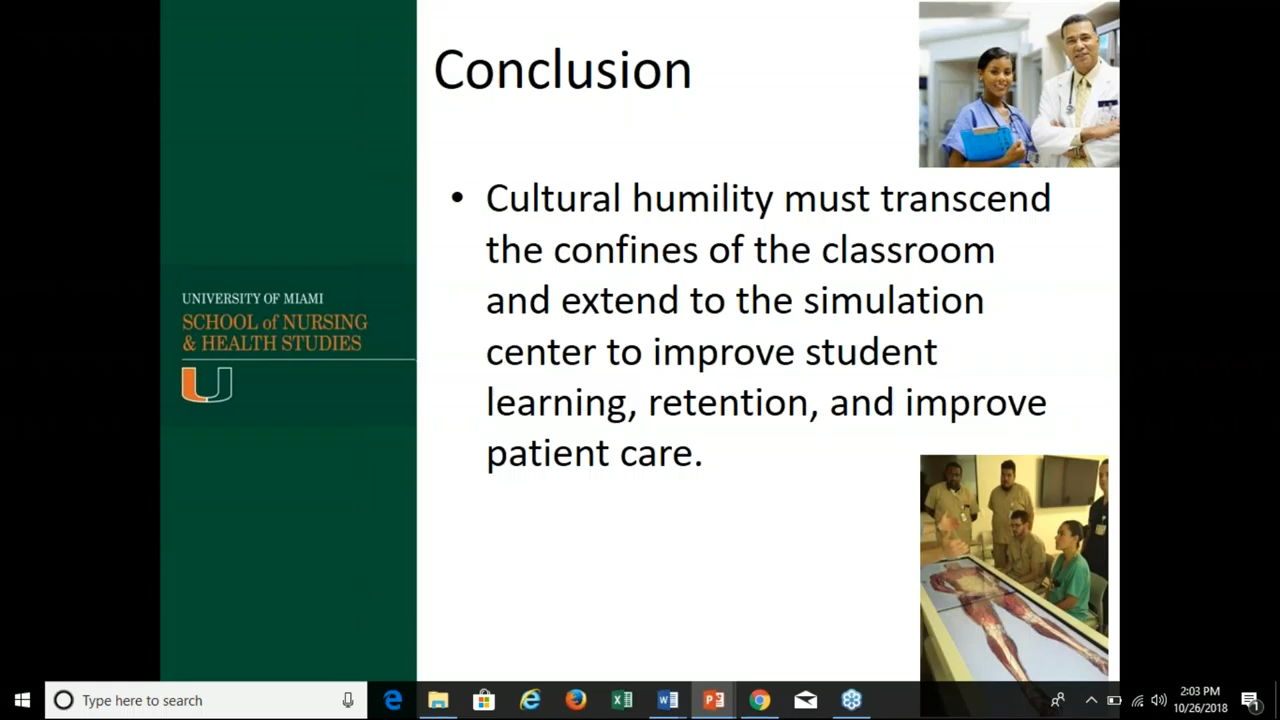 Conclusion
• Cultural humility must transcend
the confines of the classroom
and extend to the simulation
center to improve student
learning, retention, and improve
patient care.
UNIVERSITY OF MIAMI
SCHOOL of NURSING
& HEALTH STUDIES
U
Type here to search
2:03 PM
10/26/2018
1